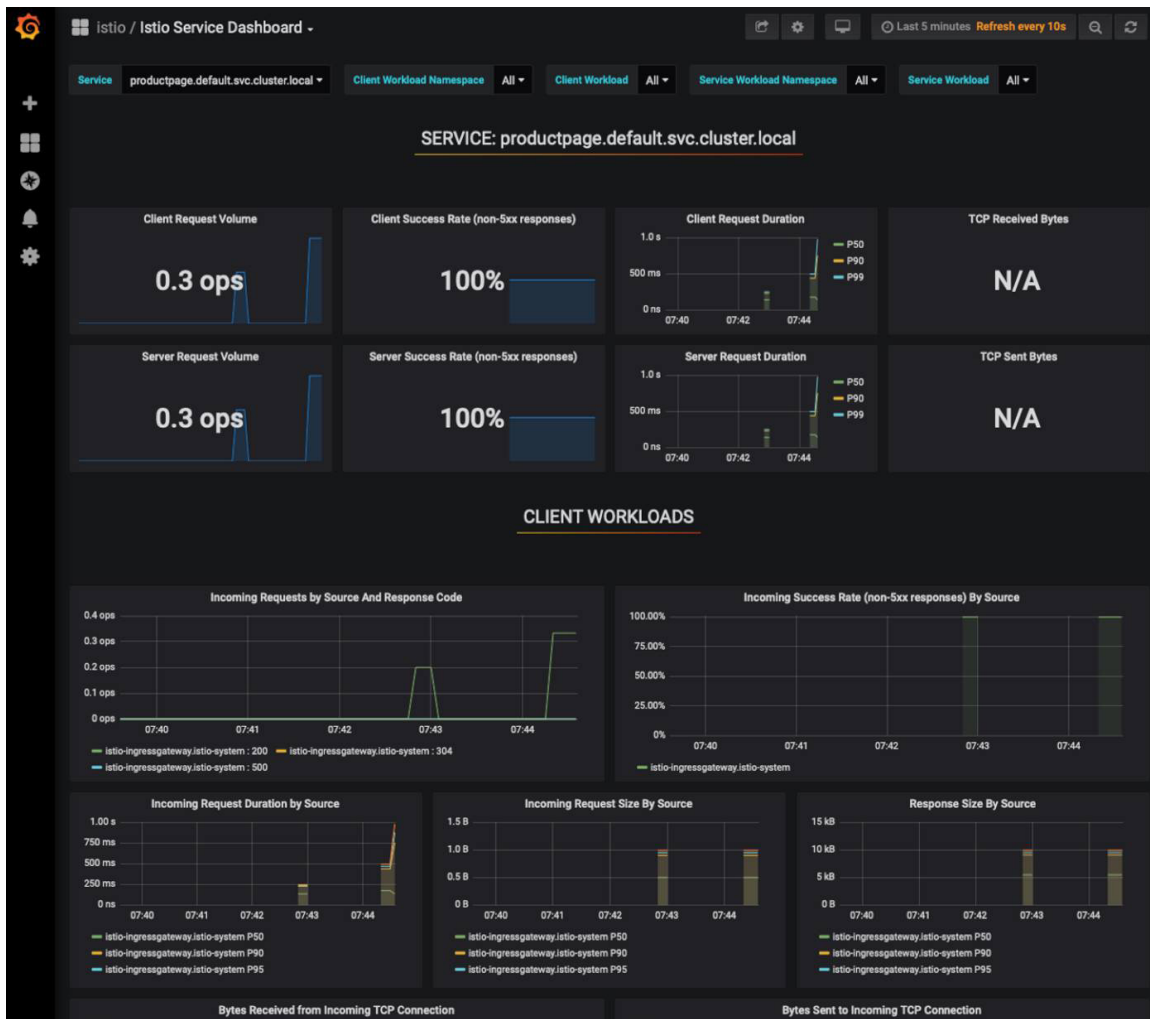 istio / Istio Service Dashboard
Last 5 minutes Refresh every 10s
Service productpage.default.svc.cluster.local Client Workload Namespace All Client Workload All Service Workload Namespace All Service Workload All
SERVICE: productpage.default.svc.cluster.local
Client Request Volume
0.3 ops
Client Success Rate (non-5xx responses)
100%
Client Request Duration
1.0 s
500 ms
0 ns
07:40 07:42 07:44
P50
P90
P99
TCP Received Bytes
N/A
Server Request Volume
0.3 ops
Server Success Rate (non-5xx responses)
100%
Server Request Duration
1.0 s
500 ms
0 ns
07:40 07:42 07:44
P50
P90
P99
TCP Sent Bytes
N/A
CLIENT WORKLOADS
Incoming Requests by Source And Response Code
0.4 ops
0.3 ops
0.2 ops
0.1 ops
0 ops
07:40 07:41 07:42 07:43 07:44
istio-ingressgateway.istio-system : 200 istio-ingressgateway.istio-system : 304
istio-ingressgateway.istio-system : 500
Incoming Success Rate (non-5xx responses) By Source
100.00%
75.00%
50.00%
25.00%
0%
07:40 07:41 07:42 07:43 07:44
istio-ingressgateway.istio-system
Incoming Request Duration by Source
1.00 s
750 ms
500 ms
250 ms
0 ns
07:40 07:41 07:42 07:43 07:44
istio-ingressgateway.istio-system P50
istio-ingressgateway.istio-system P90
istio-ingressgateway.istio-system P95
Incoming Request Size By Source
1.5 B
1.0 B
0.5 B
0 B
07:40 07:41 07:42 07:43 07:44
istio-ingressgateway.istio-system P50
istio-ingressgateway.istio-system P90
istio-ingressgateway.istio-system P95
Response Size By Source
15 kB
10 kB
5 kB
0 B
07:40 07:41 07:42 07:43 07:44
istio-ingressgateway.istio-system P50
istio-ingressgateway.istio-system P90
istio-ingressgateway.istio-system P95
Bytes Received from Incoming TCP Connection
Bytes Sent to Incoming TCP Connection